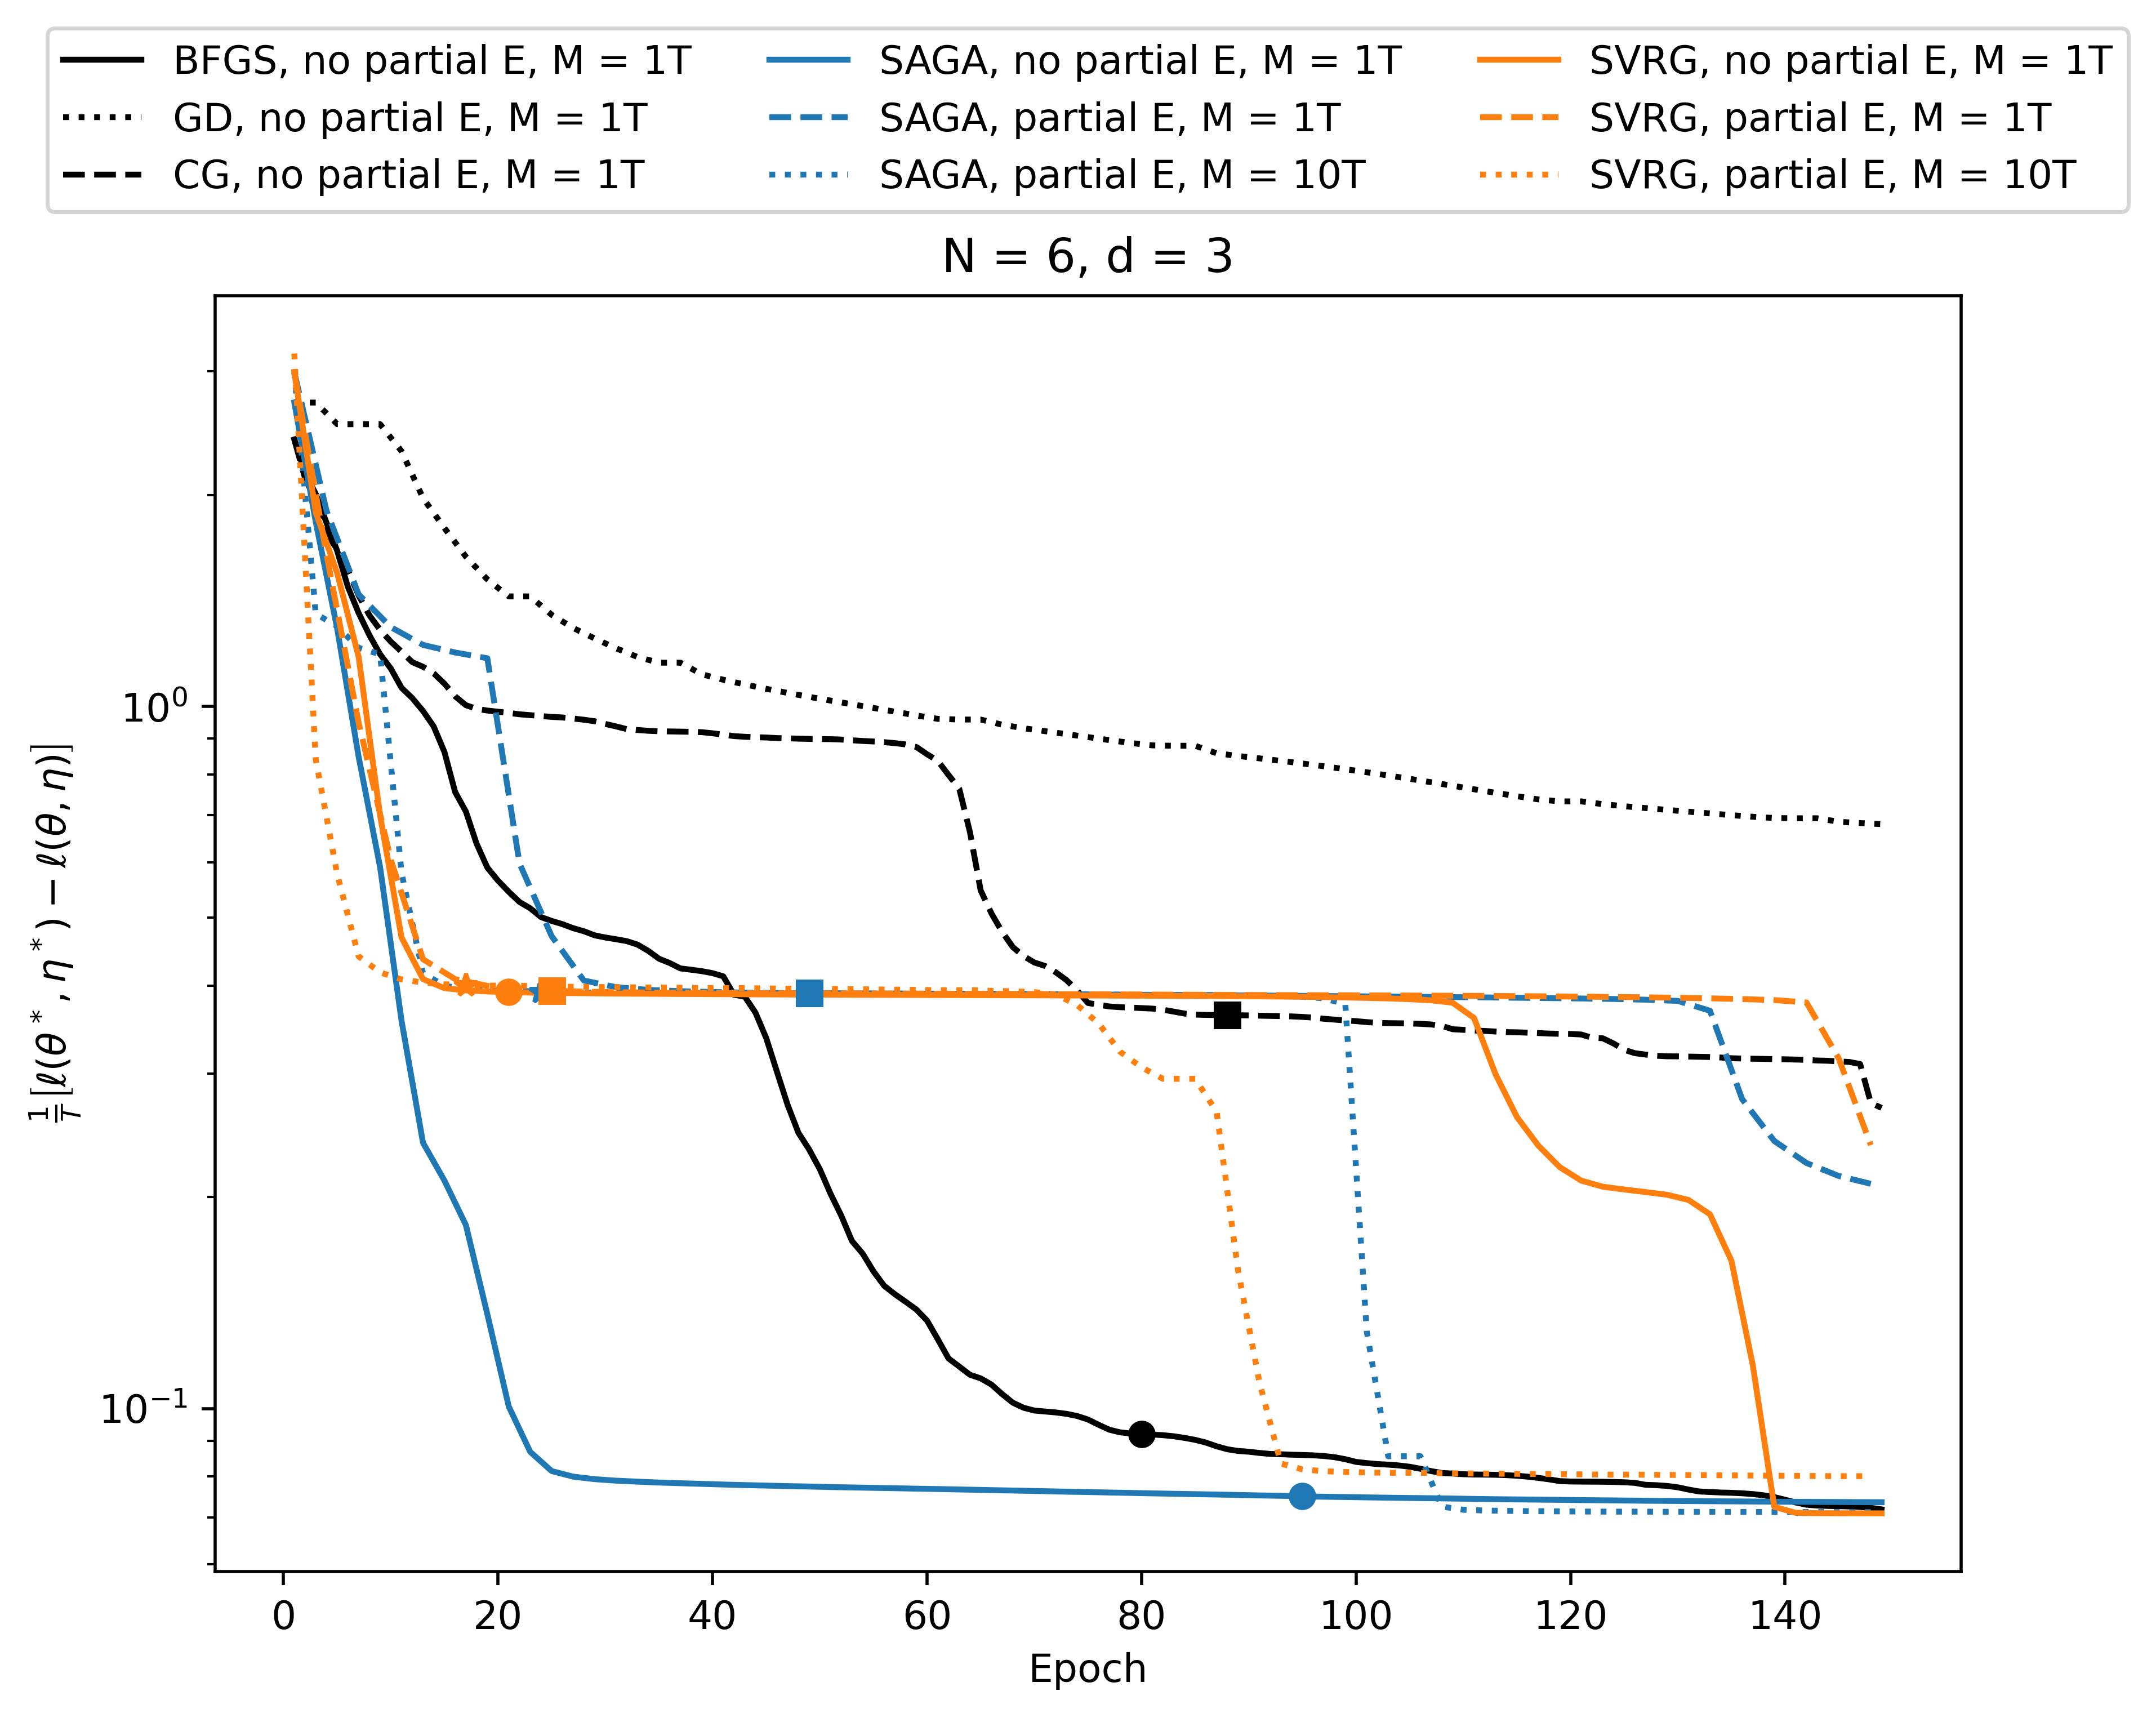 BFGS, no partial E, M = 1T
GD, no partial E, M = 1T
CG, no partial E, M = 1T
SAGA, no partial E, M = 1T
SAGA, partial E, M = 1T
SAGA, partial E, M = 10T
SVRG, no partial E, M = 1T
SVRG, partial E, M = 1T
SVRG, partial E, M = 10T
N = 6, d = 3
10⁰
10⁻¹
1/T [ℓ(θ*, η*) − ℓ(θ, η)]
0 20 40 60 80 100 120 140
Epoch